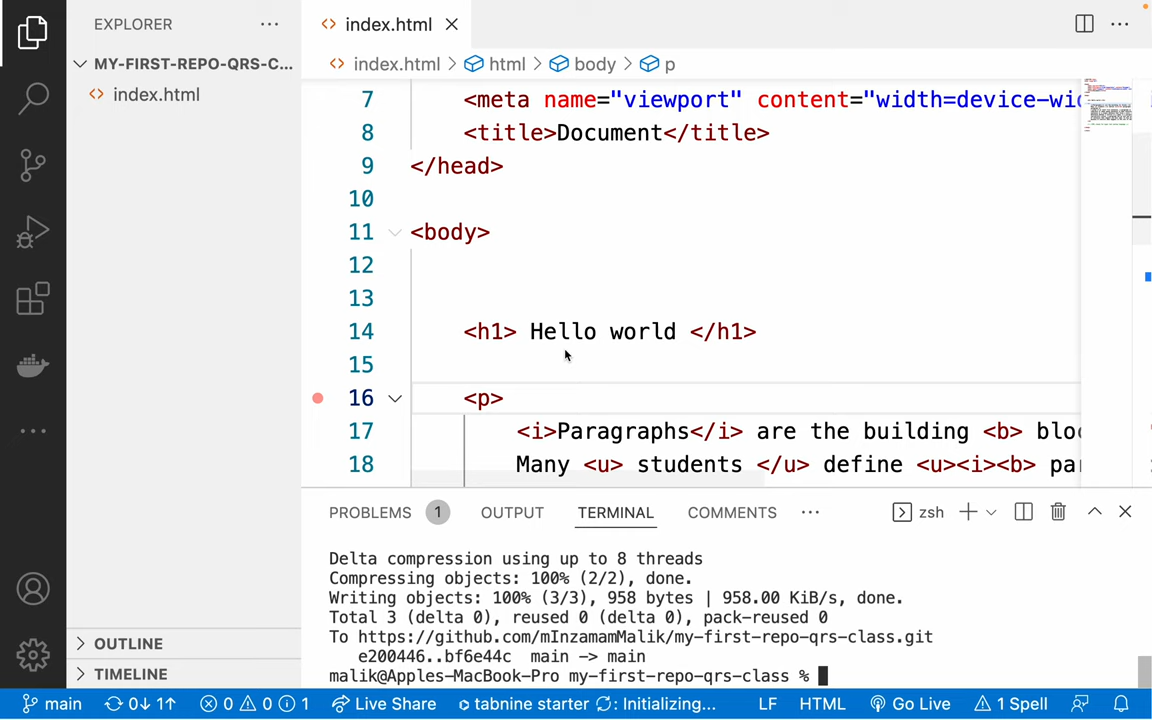 EXPLORER
MY-FIRST-REPO-QRS-C...
index.html
OUTLINE
TIMELINE
index.html
index.html > html > body > p
7 <meta name="viewport" content="width=device-wid
8 <title>Document</title>
9 </head>
10
11 <body>
12
13
14 <h1> Hello world </h1>
15
16 <p>
17 <i>Paragraphs</i> are the building <b> bloc
18 Many <u> students </u> define <u><i><b> par
PROBLEMS 1 OUTPUT TERMINAL COMMENTS ... zsh
Delta compression using up to 8 threads
Compressing objects: 100% (2/2), done.
Writing objects: 100% (3/3), 958 bytes | 958.00 KiB/s, done.
Total 3 (delta 0), reused 0 (delta 0), pack-reused 0
To https://github.com/mInzamamMalik/my-first-repo-qrs-class.git
e200446..bf6e44c main -> main
malik@Apples-MacBook-Pro my-first-repo-qrs-class %
main 0↓ 1↑ 0 0 1 Live Share tabnine starter : Initializing... LF HTML Go Live 1 Spell